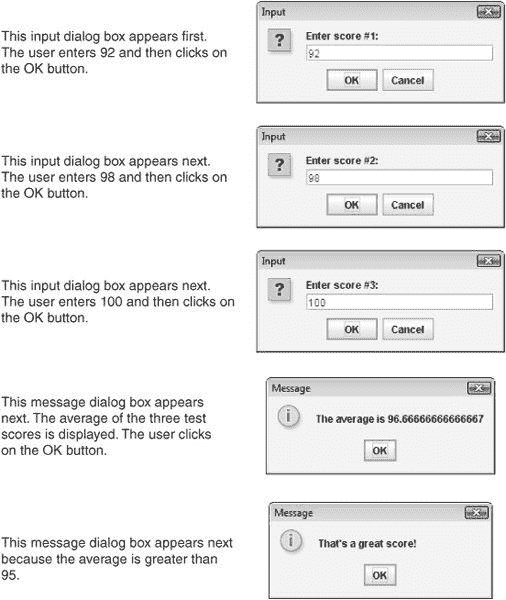 This input dialog box appears first.
The user enters 92 and then clicks on
the OK button.
Input
Enter score #1:
92
OK Cancel
This input dialog box appears next.
The user enters 98 and then clicks on
the OK button.
Input
Enter score #2:
98
OK Cancel
This input dialog box appears next.
The user enters 100 and then clicks on
the OK button.
Input
Enter score #3:
100
OK Cancel
This message dialog box appears
next. The average of the three test
scores is displayed. The user clicks
on the OK button.
Message
The average is 96.66666666666667
OK
This message dialog box appears next
because the average is greater than
95.
Message
That's a great score!
OK